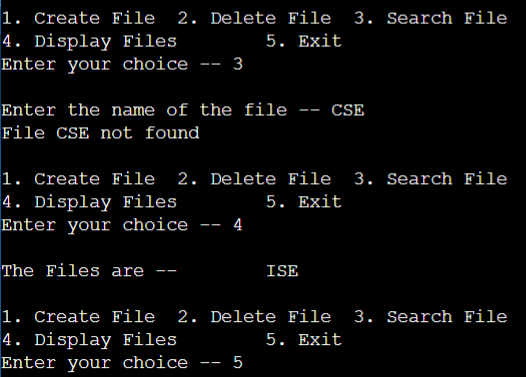 1. Create File  2. Delete File  3. Search File
4. Display Files        5. Exit
Enter your choice -- 3
Enter the name of the file -- CSE
File CSE not found
1. Create File  2. Delete File  3. Search File
4. Display Files        5. Exit
Enter your choice -- 4
The Files are --        ISE
1. Create File  2. Delete File  3. Search File
4. Display Files        5. Exit
Enter your choice -- 5